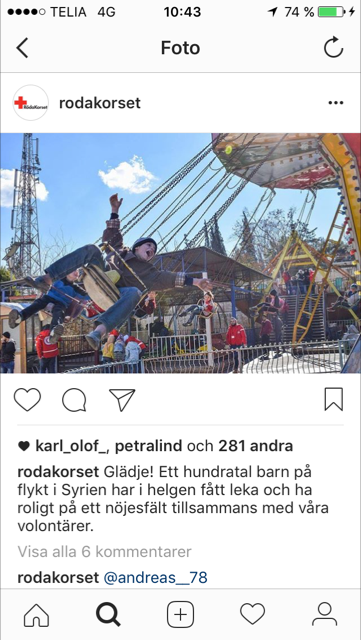 TELIA 4G 10:43 74 %
Foto
RödaKorset
rodakorset
karl_olof_, petralind och 281 andra
rodakorset Glädje! Ett hundratal barn på
flykt i Syrien har i helgen fått leka och ha
roligt på ett nöjesfält tillsammans med våra
volontärer.
Visa alla 6 kommentarer
rodakorset @andreas__78